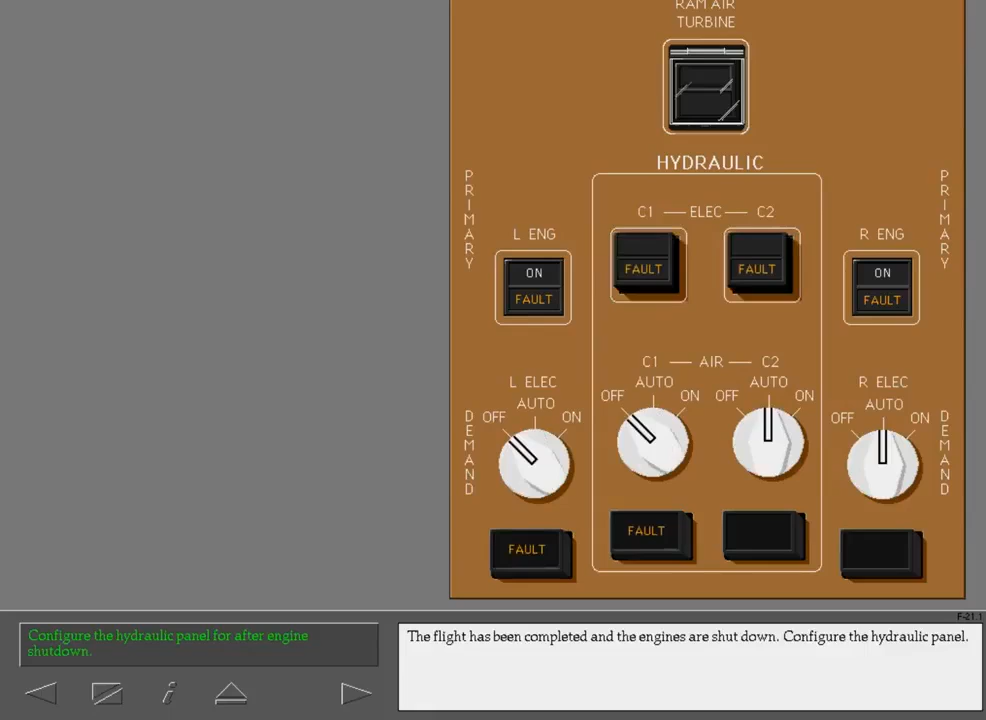 RAM AIR
TURBINE
HYDRAULIC
PRIMARY
PRIMARY
C1 ELEC C2
L ENG
R ENG
FAULT
FAULT
ON
FAULT
ON
FAULT
C1 AIR C2
L ELEC
AUTO
AUTO
R ELEC
OFF
ON
OFF
ON
AUTO
AUTO
OFF
ON
OFF
ON
DEMAND
DEMAND
FAULT
FAULT
F-21.1
Configure the hydraulic panel for after engine
shutdown.
The flight has been completed and the engines are shut down. Configure the hydraulic panel.
i